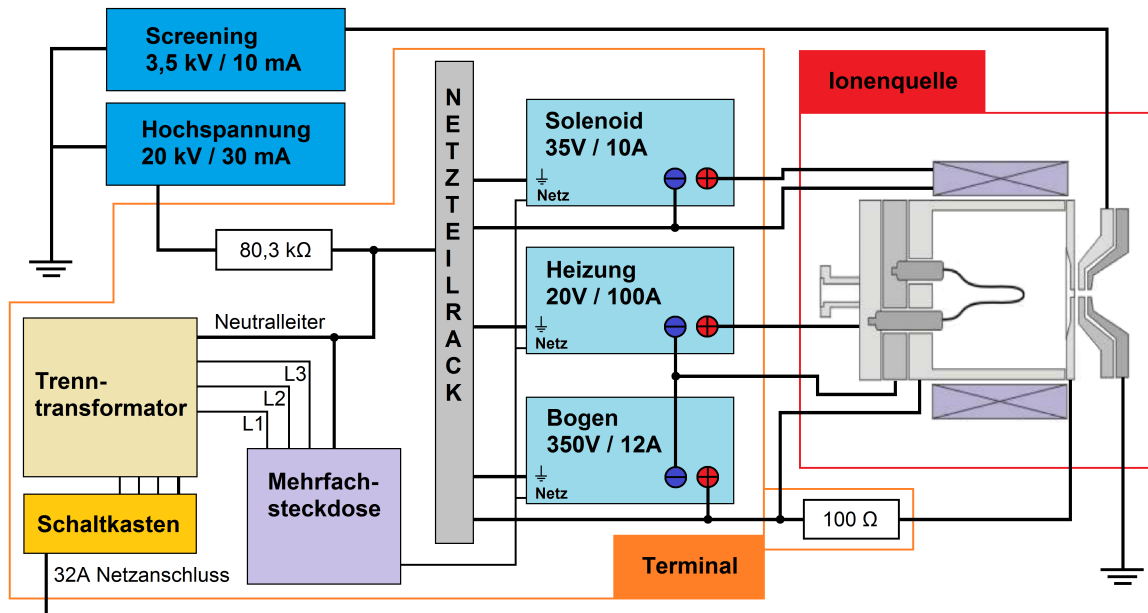 Screening
3,5 kV / 10 mA
Hochspannung
20 kV / 30 mA
80,3 kΩ
Neutralleiter
Trenn-
transformator
L3
L2
L1
Schaltkasten
32A Netzanschluss
Mehrfach-
steckdose
NETZTEILRACK
Solenoid
35V / 10A
Netz
Heizung
20V / 100A
Netz
Bogen
350V / 12A
Netz
Terminal
100 Ω
Ionenquelle